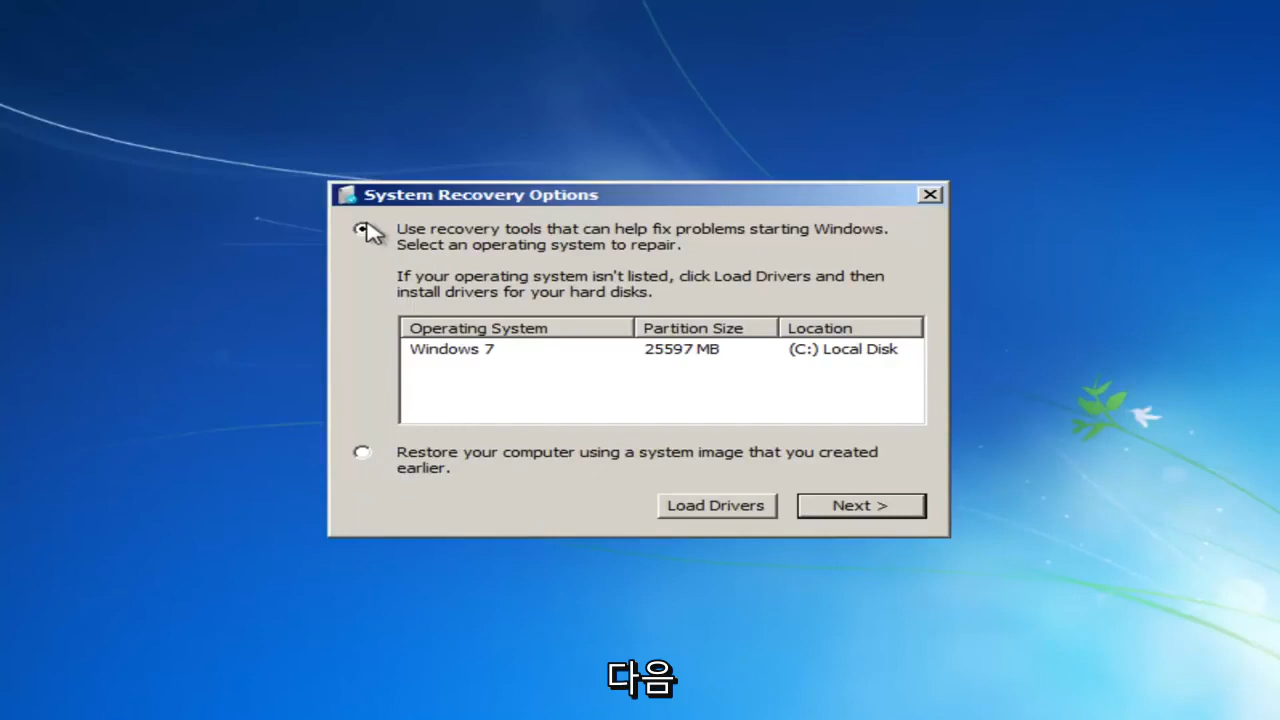 System Recovery Options
Use recovery tools that can help fix problems starting Windows.
Select an operating system to repair.
If your operating system isn't listed, click Load Drivers and then
install drivers for your hard disks.
Operating System Partition Size Location
Windows 7 25597 MB (C:) Local Disk
Restore your computer using a system image that you created
earlier.
Load Drivers Next >
다음